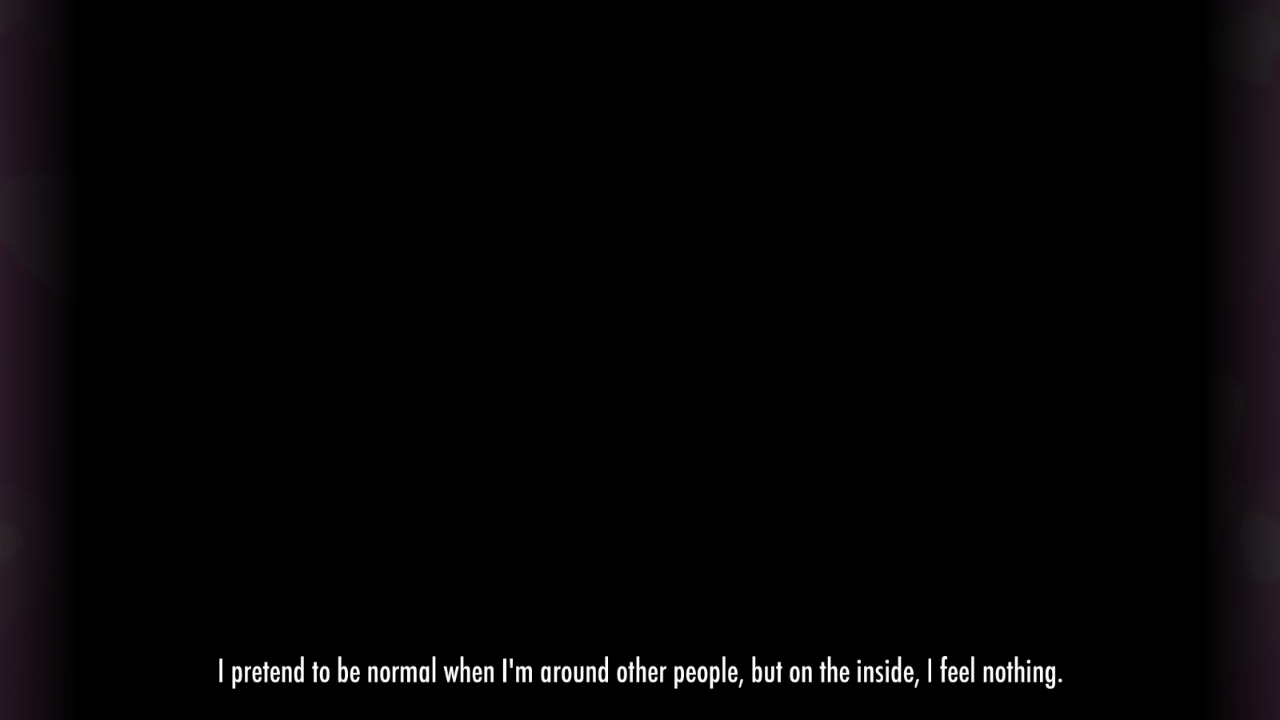 I pretend to be normal when I'm around other people, but on the inside, I feel nothing.